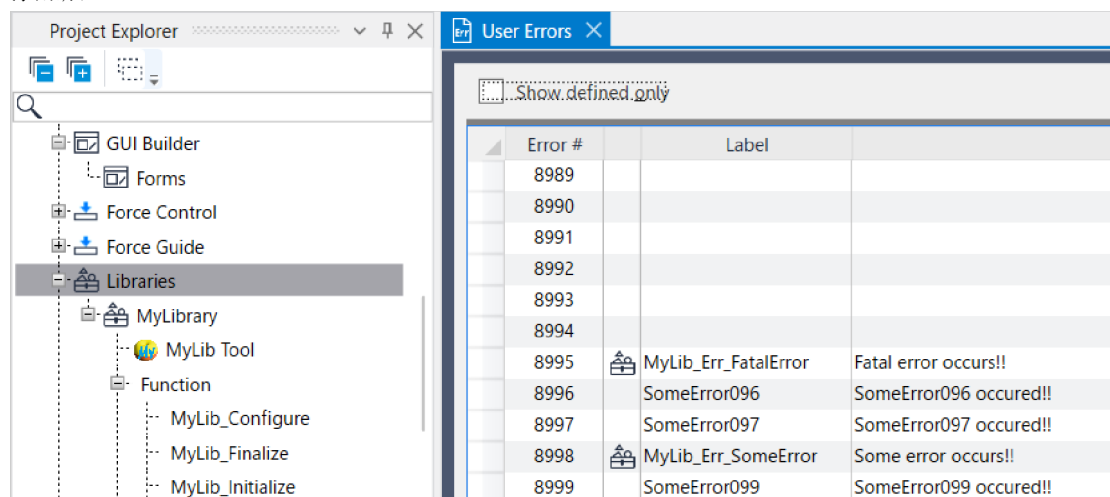 Project Explorer
GUI Builder
Forms
Force Control
Force Guide
Libraries
MyLibrary
MyLib Tool
Function
MyLib_Configure
MyLib_Finalize
MyLib_Initialize
Err User Errors
Show defined only
Error # Label
8989
8990
8991
8992
8993
8994
8995 MyLib_Err_FatalError Fatal error occurs!!
8996 SomeError096 SomeError096 occured!!
8997 SomeError097 SomeError097 occured!!
8998 MyLib_Err_SomeError Some error occurs!!
8999 SomeError099 SomeError099 occured!!